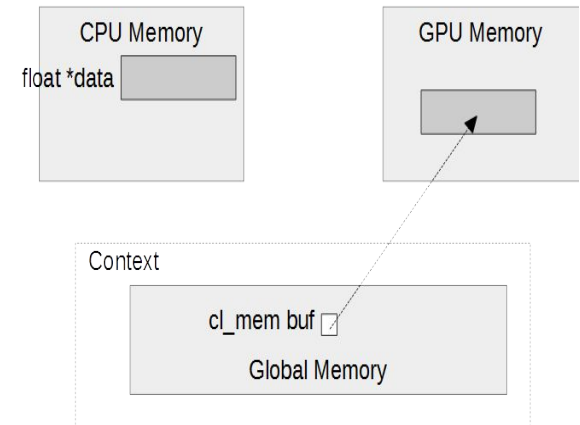 CPU Memory
GPU Memory
float *data
Context
cl_mem buf
Global Memory